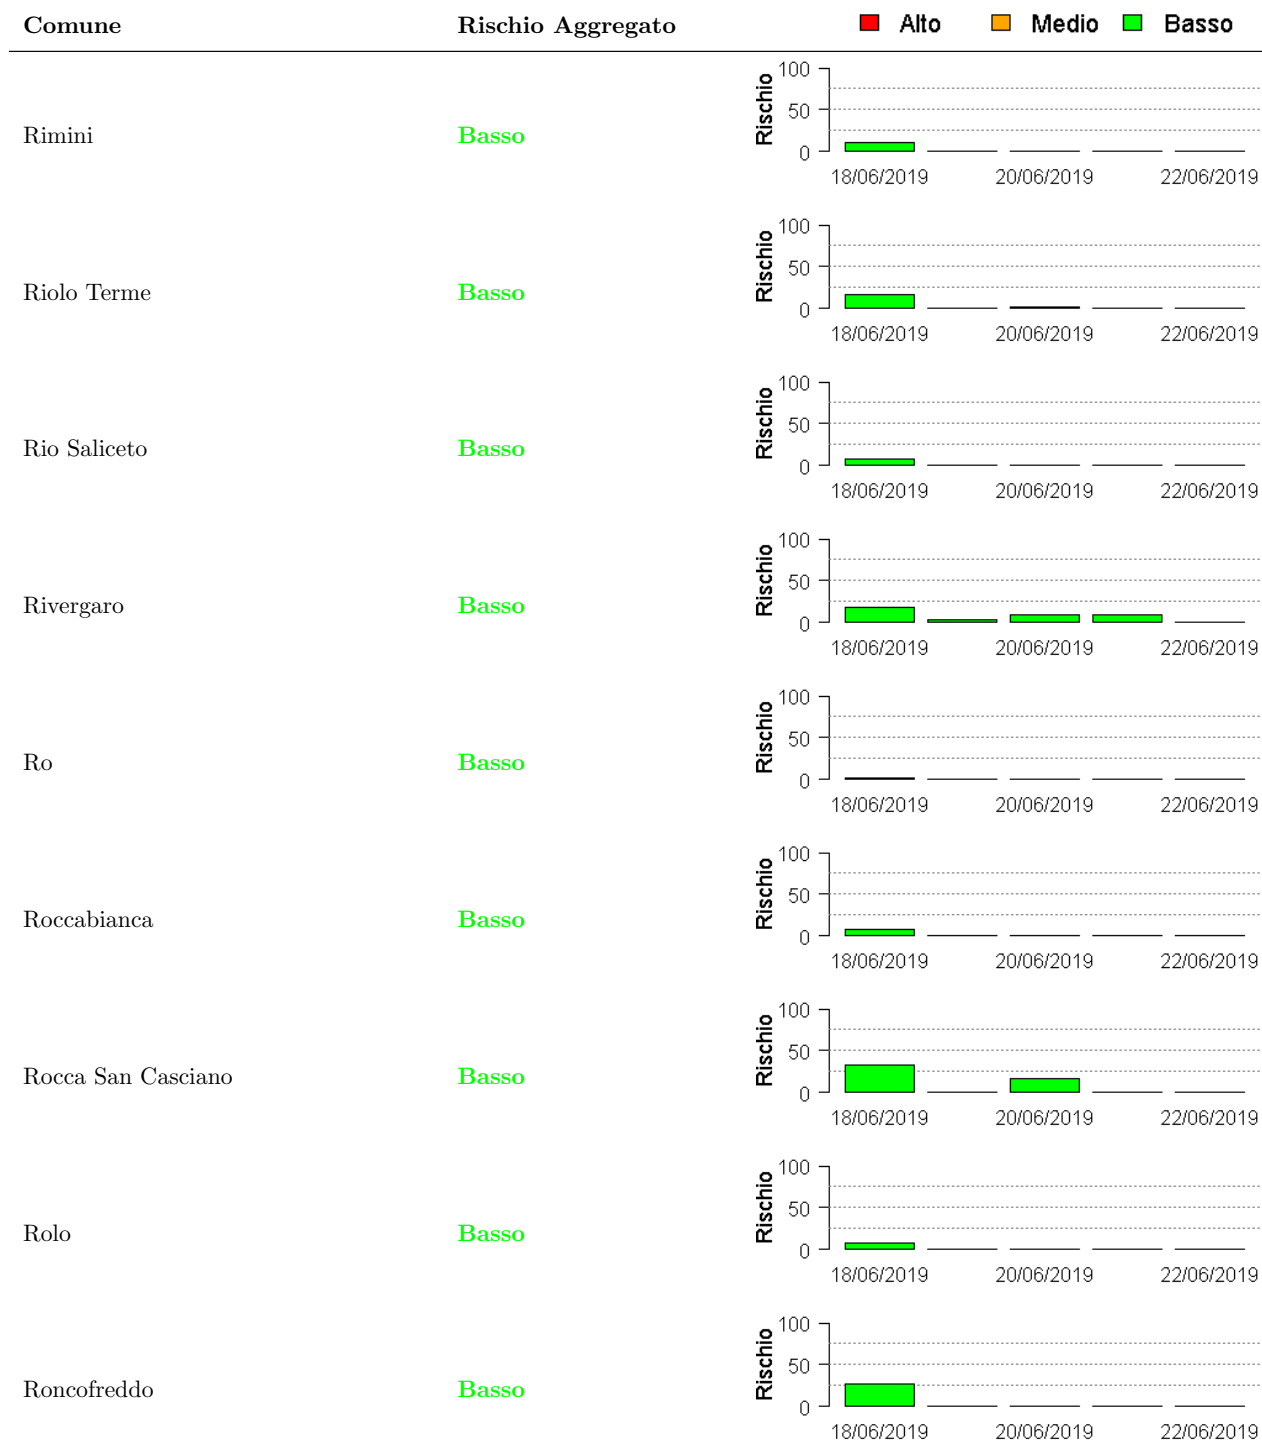 Comune Rischio Aggregato Alto Medio Basso
Rimini Basso Rischio 100 50 0
18/06/2019 20/06/2019 22/06/2019
Riolo Terme Basso Rischio 100 50 0
18/06/2019 20/06/2019 22/06/2019
Rio Saliceto Basso Rischio 100 50 0
18/06/2019 20/06/2019 22/06/2019
Rivergaro Basso Rischio 100 50 0
18/06/2019 20/06/2019 22/06/2019
Ro Basso Rischio 100 50 0
18/06/2019 20/06/2019 22/06/2019
Roccabianca Basso Rischio 100 50 0
18/06/2019 20/06/2019 22/06/2019
Rocca San Casciano Basso Rischio 100 50 0
18/06/2019 20/06/2019 22/06/2019
Rolo Basso Rischio 100 50 0
18/06/2019 20/06/2019 22/06/2019
Roncofreddo Basso Rischio 100 50 0
18/06/2019 20/06/2019 22/06/2019